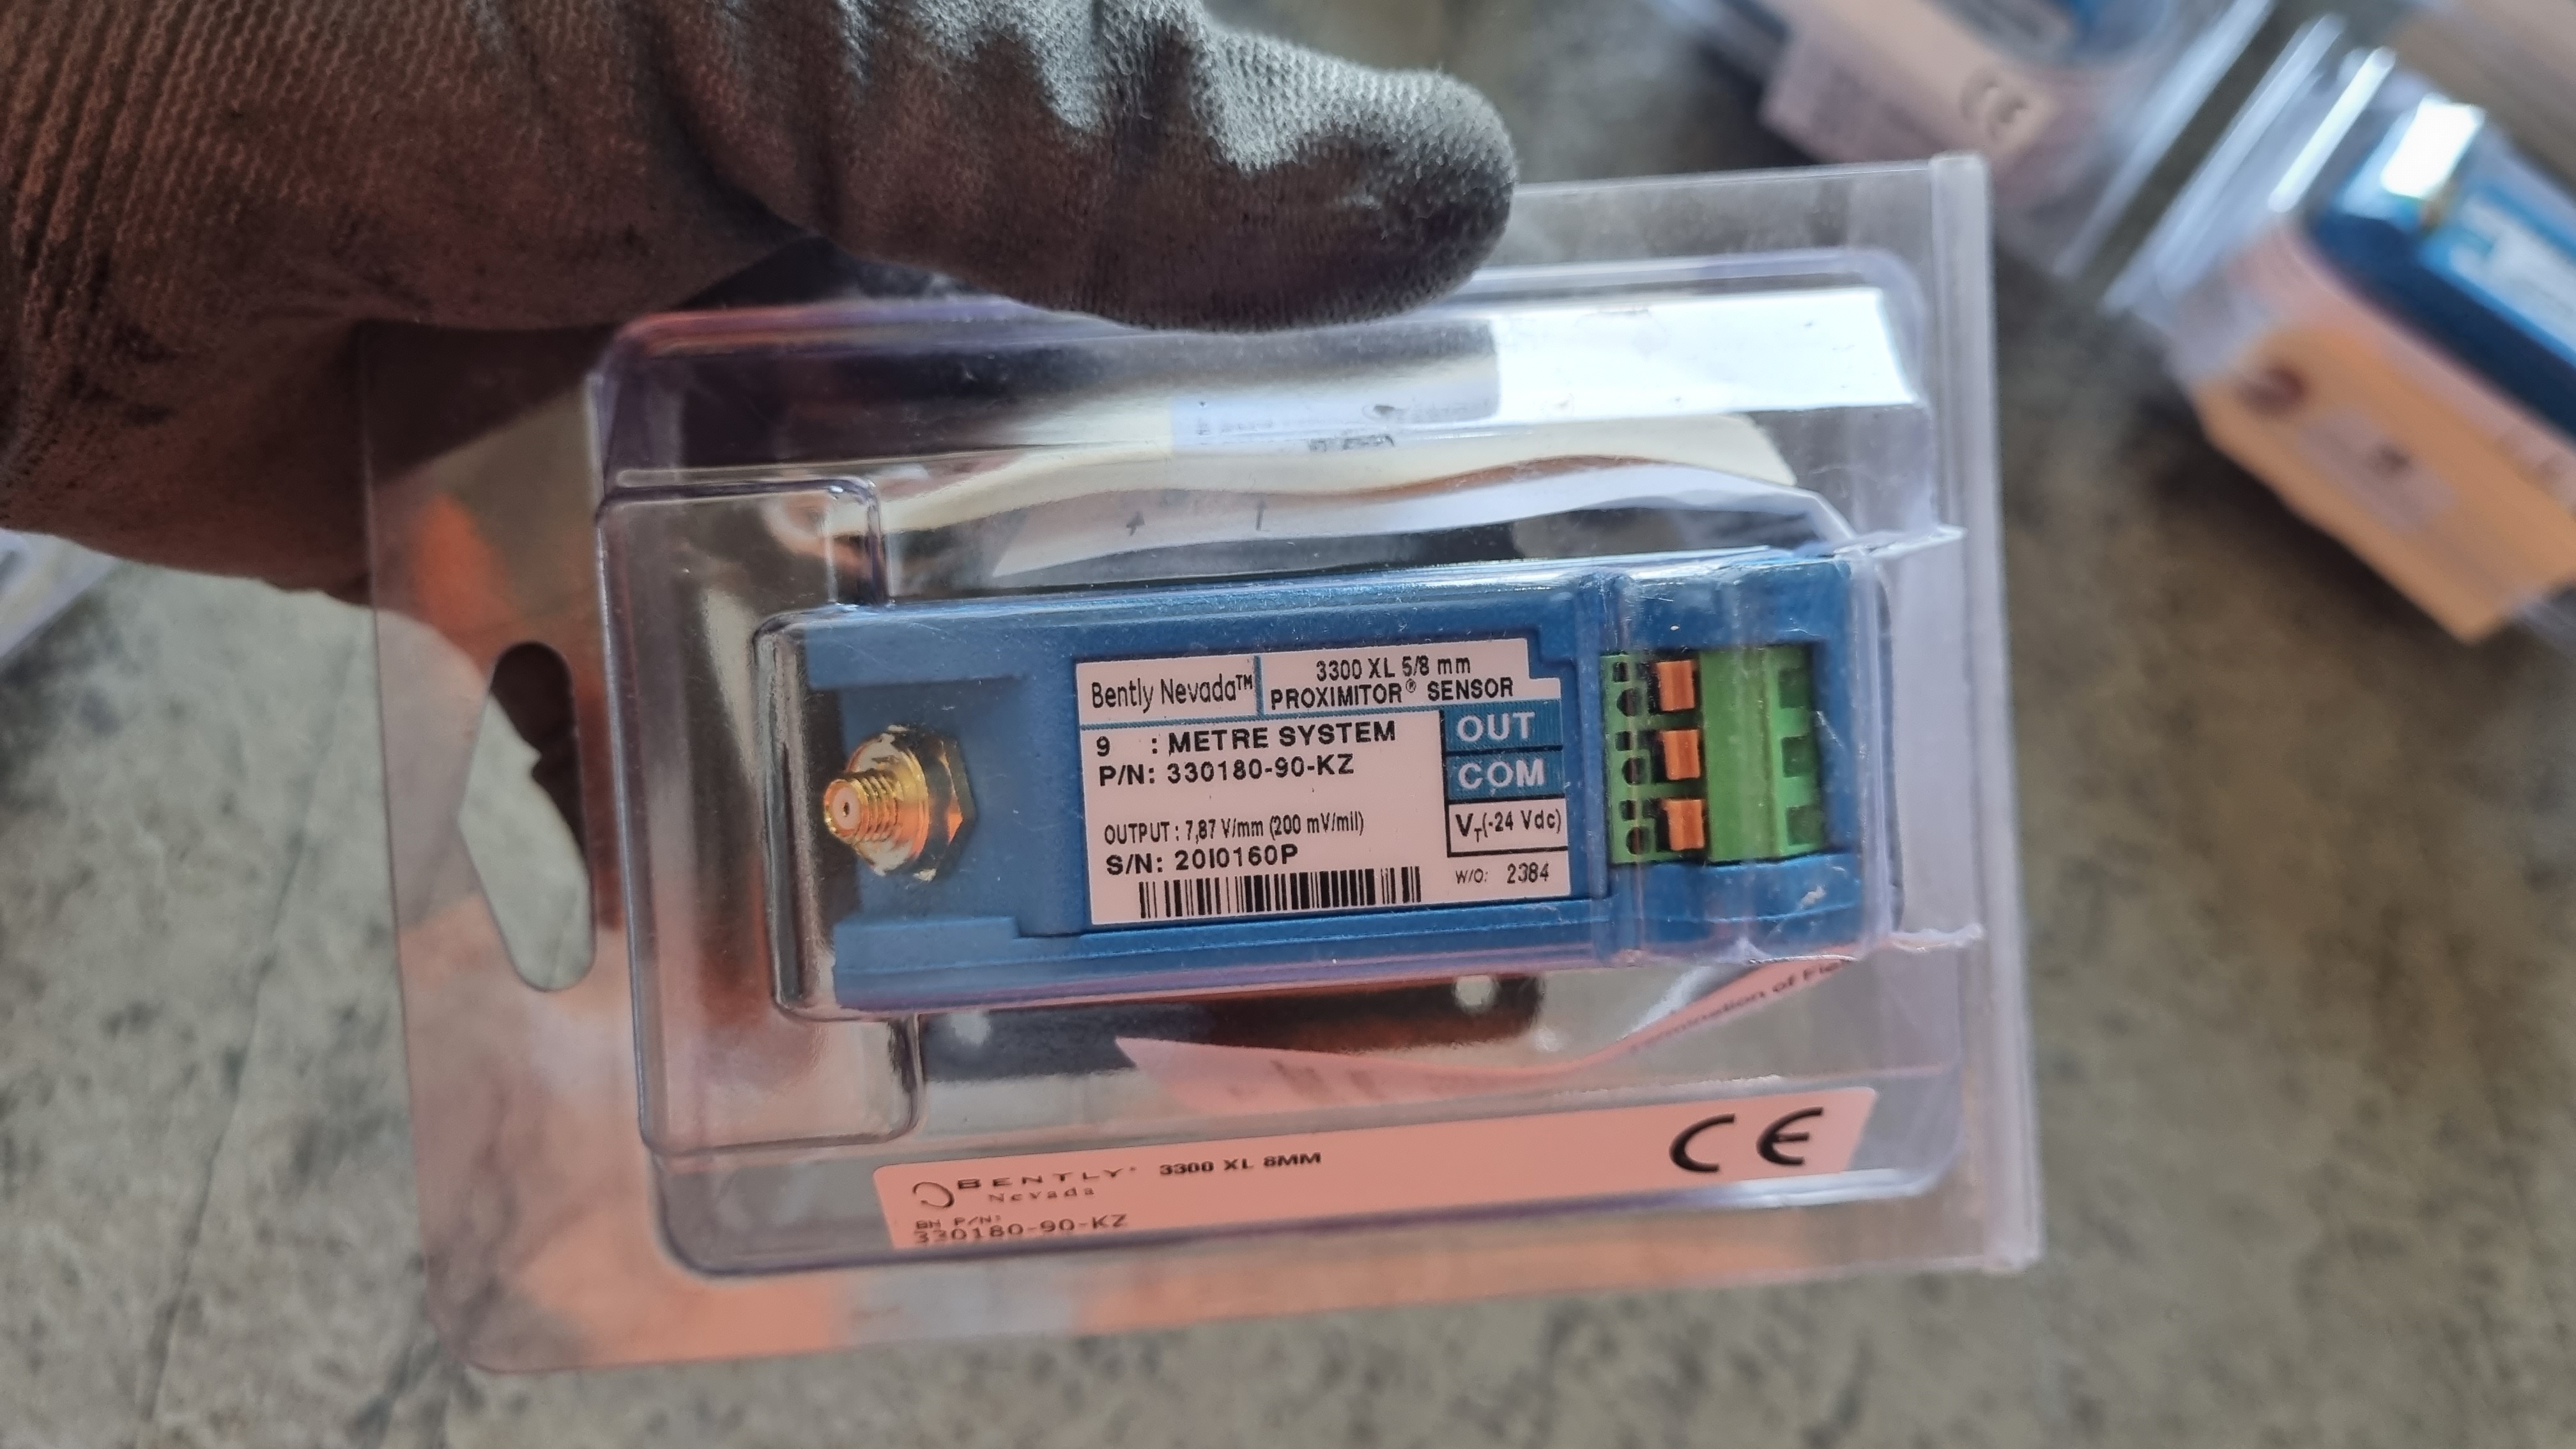 Bently Nevada™
3300 XL 5/8 mm
PROXIMITOR® SENSOR
9 : METRE SYSTEM
P/N: 330180-90-KZ
OUTPUT : 7,87 V/mm (200 mV/mil)
S/N: 20I0160P
OUT
COM
V_T(-24 Vdc)
W/O: 2384
BENTLY
Nevada
3300 XL 8MM
BN P/N:
330180-90-KZ
CE